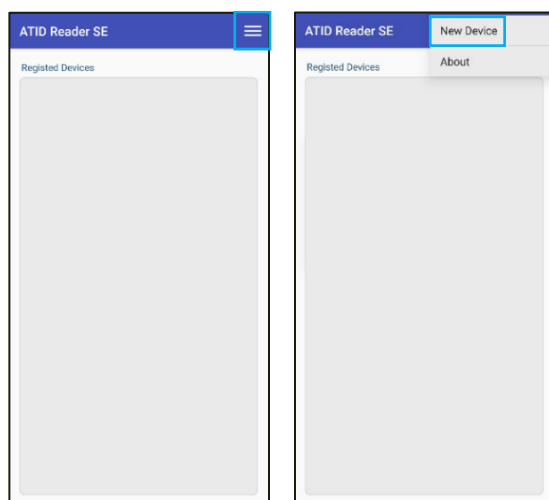 ATID Reader SE
Registed Devices
ATID Reader SE
New Device
Registed Devices
About